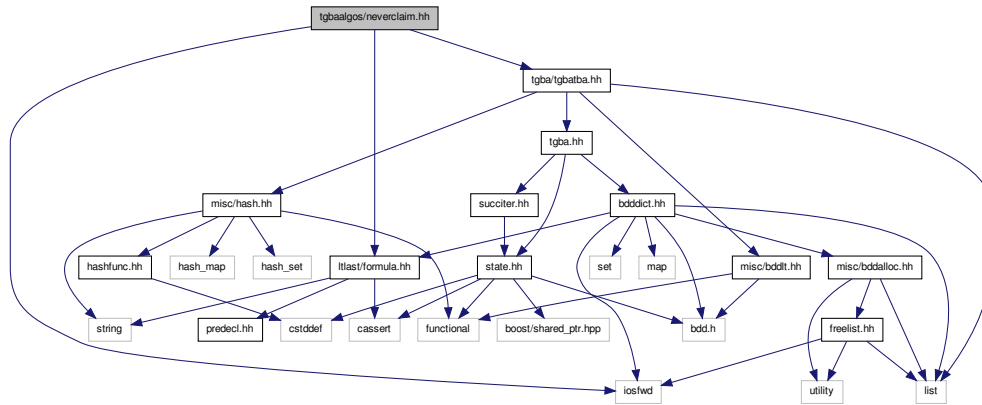 tgbaalgos/neverclaim.hh
tgba/tgbatba.hh
tgba.hh
misc/hash.hh
succiter.hh
bdddict.hh
hashfunc.hh
hash_map
hash_set
ltlast/formula.hh
state.hh
set
map
misc/bddlt.hh
misc/bddalloc.hh
string
predecl.hh
cstddef
cassert
functional
boost/shared_ptr.hpp
bdd.h
freelist.hh
iosfwd
utility
list